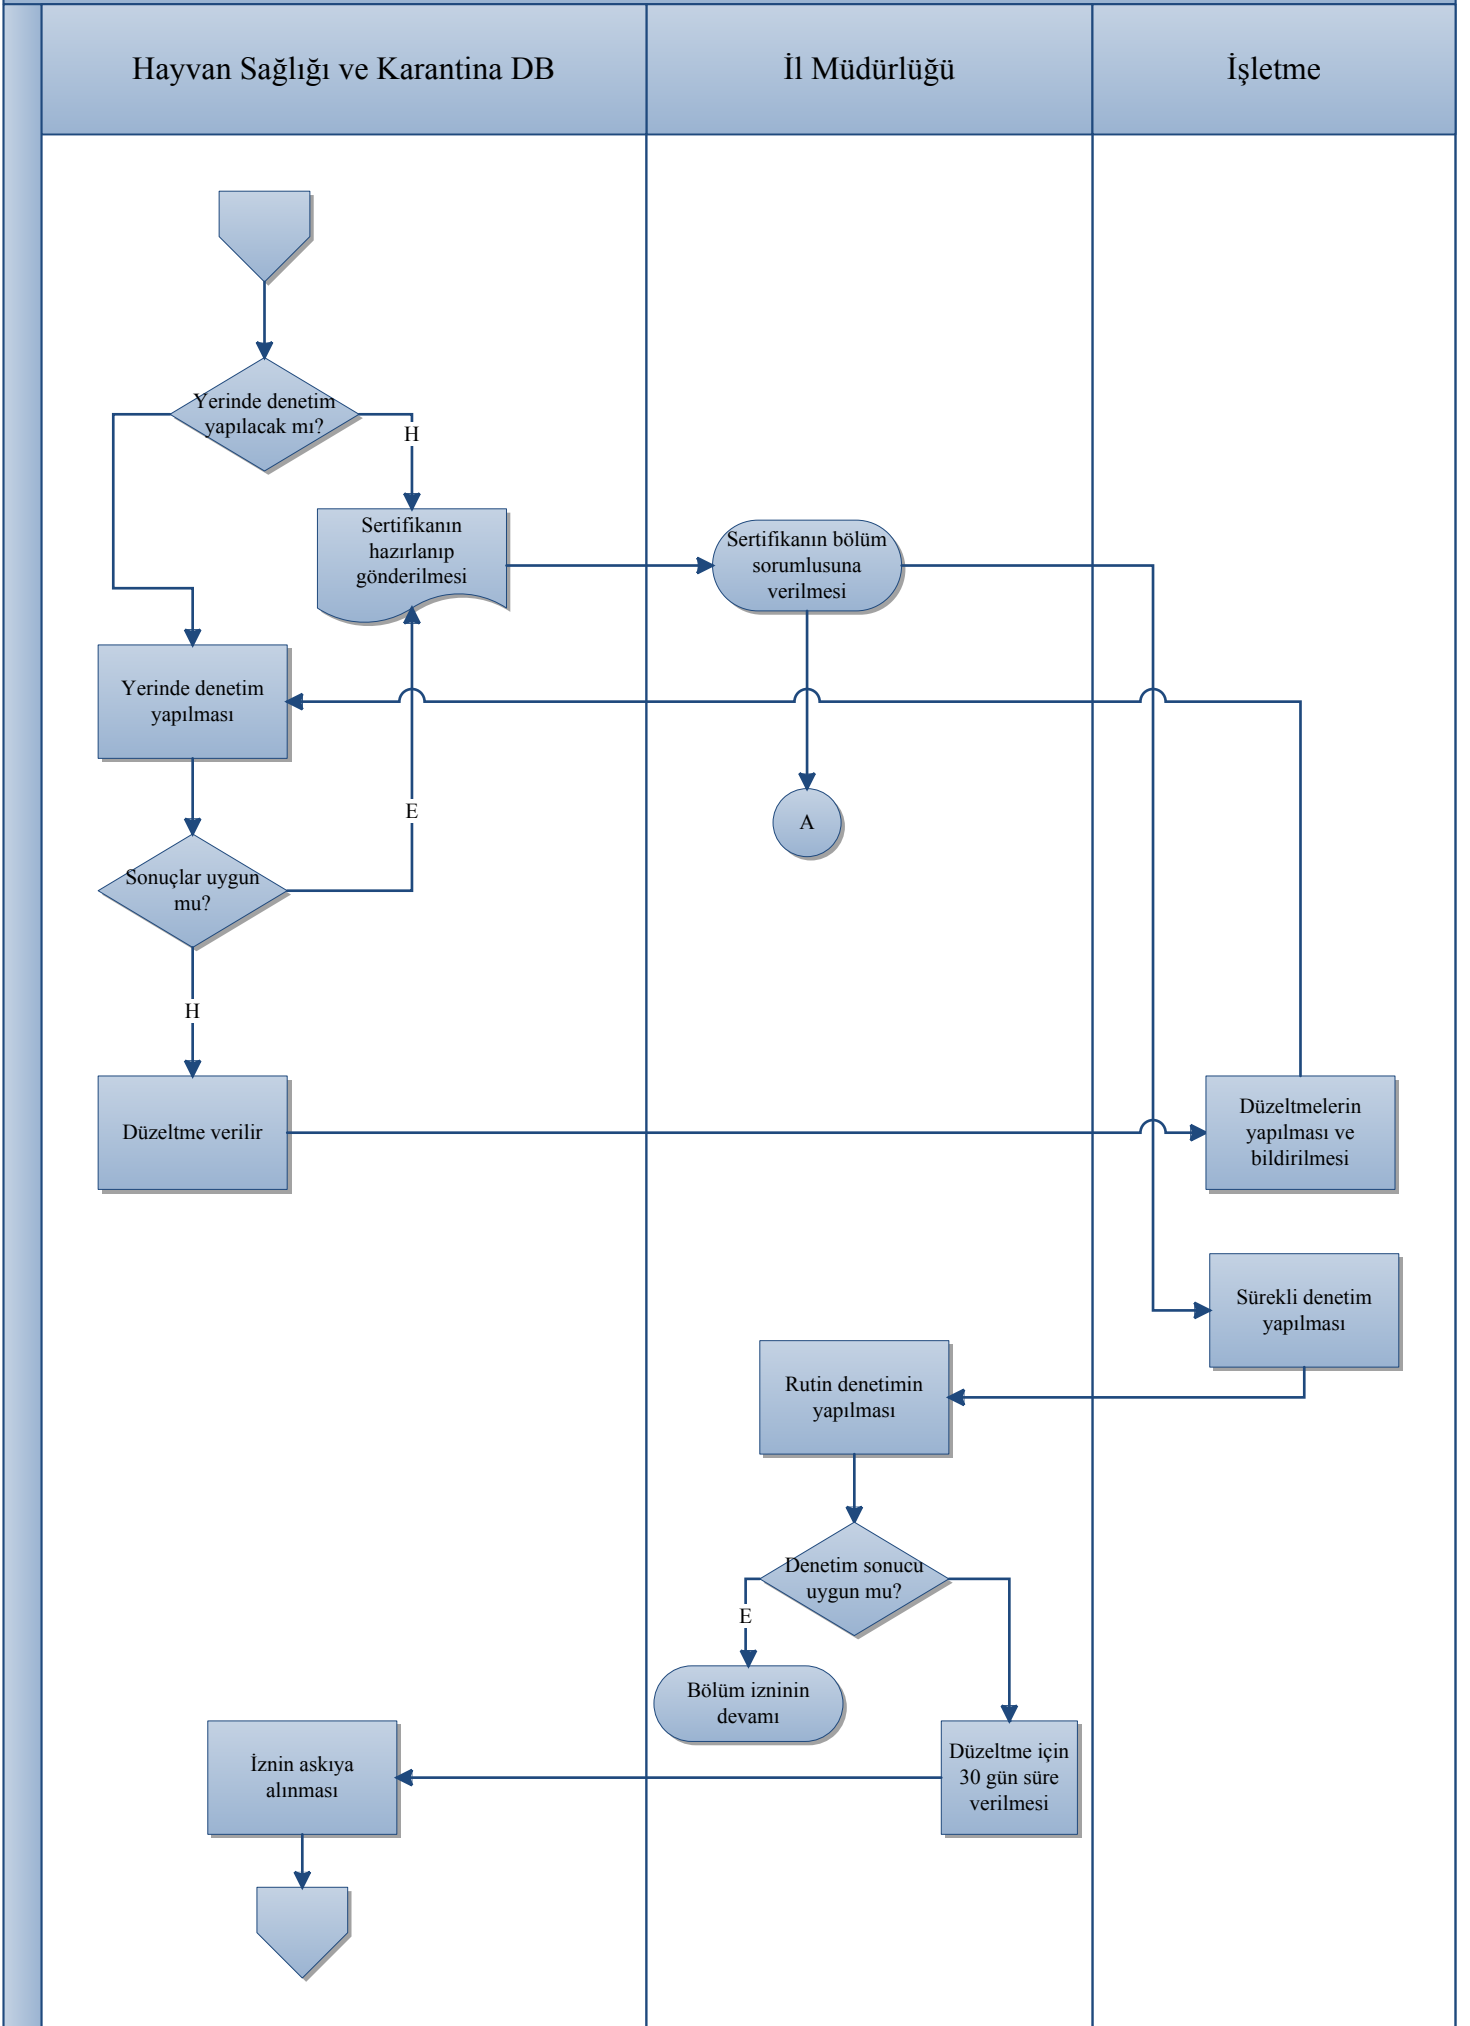 Hayvan Sağlığı ve Karantina DB
İl Müdürlüğü
İşletme
Yerinde denetim
yapılacak mı?
H
Sertifikanın
hazırlanıp
gönderilmesi
Sertifikanın bölüm
sorumlusuna
verilmesi
Yerinde denetim
yapılması
E
A
Sonuçlar uygun
mu?
H
Düzeltme verilir
Düzeltmelerin
yapılması ve
bildirilmesi
Sürekli denetim
yapılması
Rutin denetimin
yapılması
Denetim sonucu
uygun mu?
E
Bölüm izninin
devamı
İznin askıya
alınması
Düzeltme için
30 gün süre
verilmesi